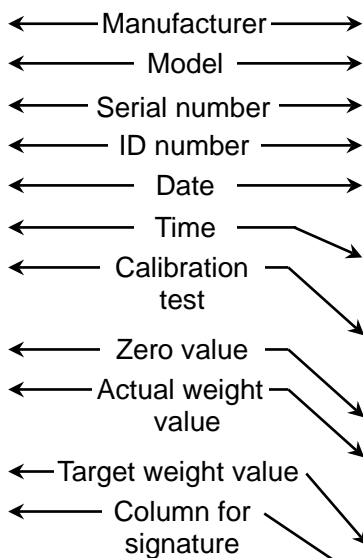 Manufacturer
Model
Serial number
ID number
Date
Time
Calibration
test
Zero value
Actual weight
value
Target weight value
Column for
signature